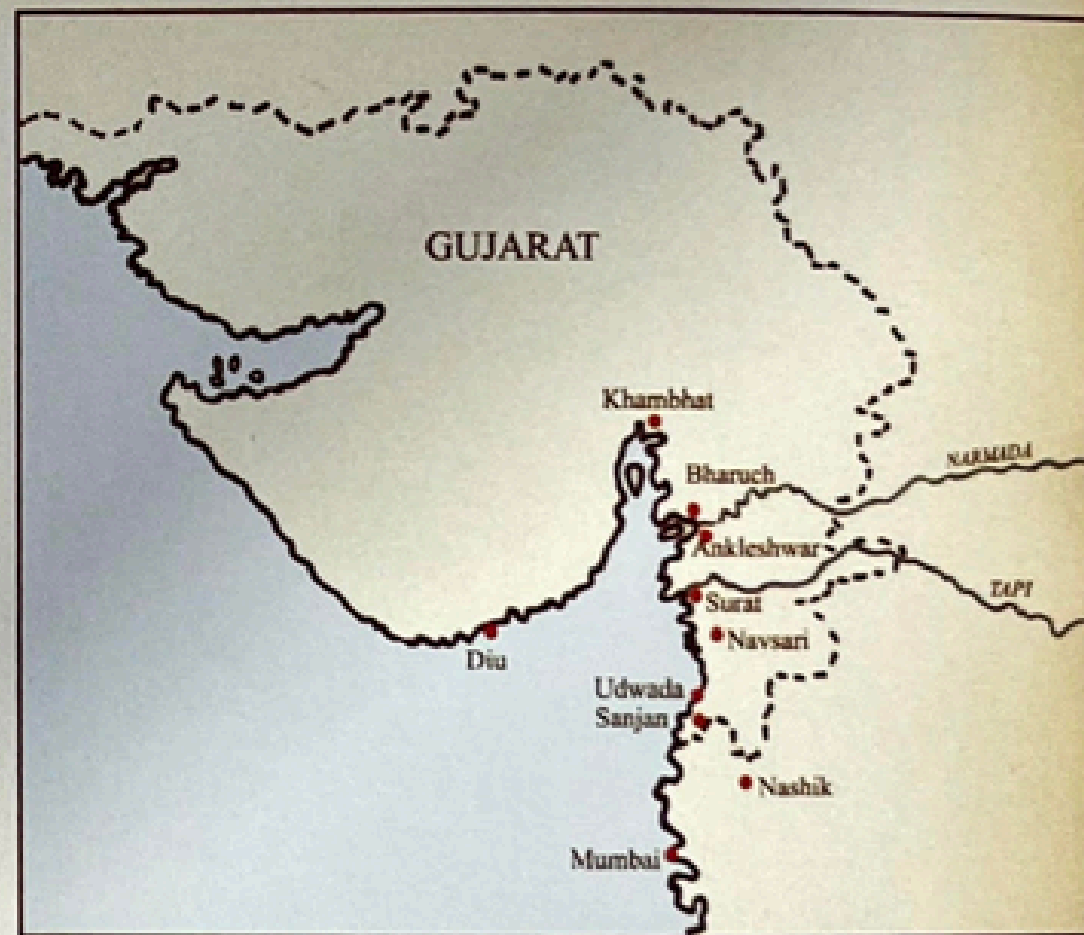 GUJARAT
Khambhat
Bharuch
NARMADA
Ankleshwar
TAPI
Surat
Navsari
Diu
Udwada
Sanjan
Nashik
Mumbai